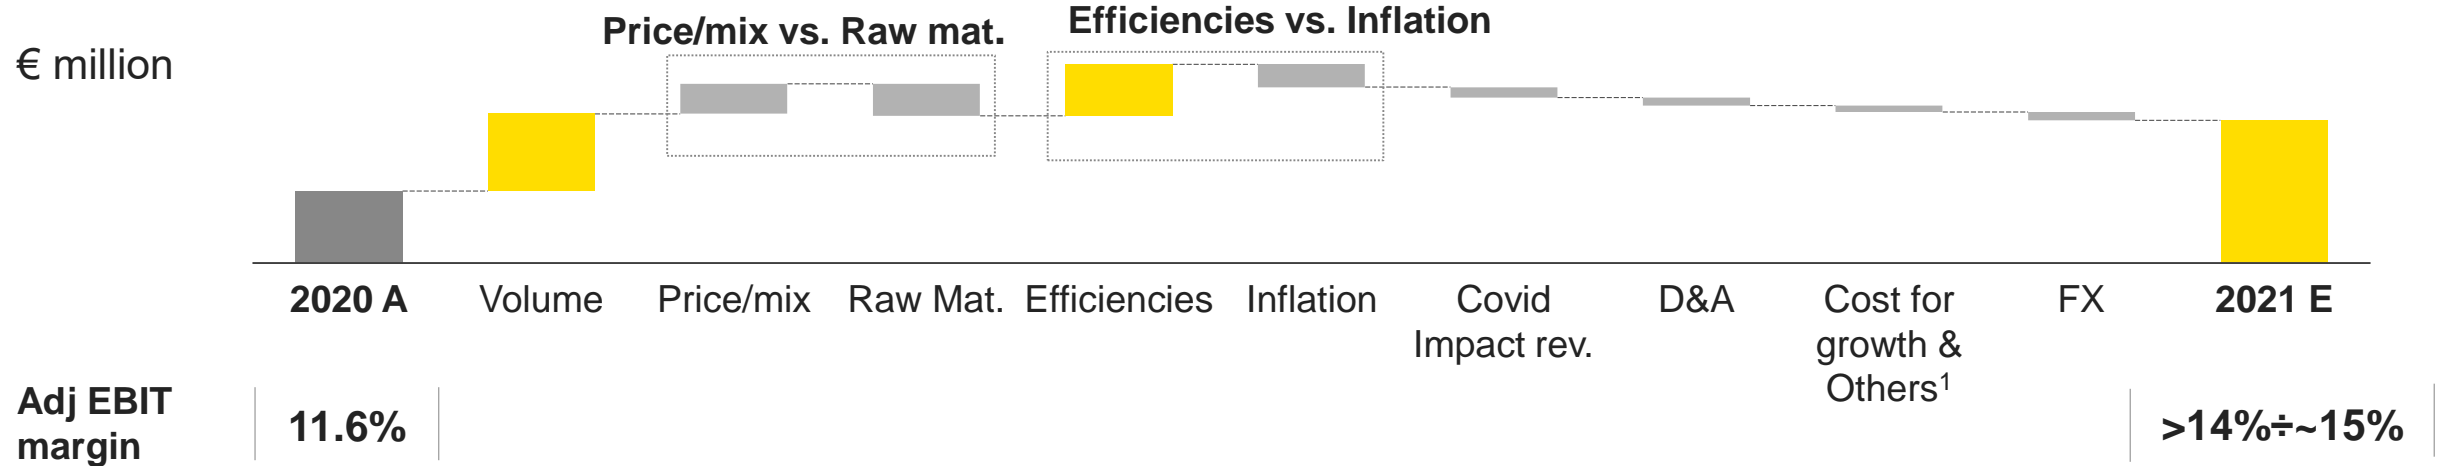 Price/mix vs. Raw mat.
Efficiencies vs. Inflation
€ million
2020 A
Volume
Price/mix
Raw Mat.
Efficiencies
Inflation
Covid
Impact rev.
D&A
Cost for
growth &
Others¹
FX
2021 E
Adj EBIT
margin
11.6%
>14%÷~15%